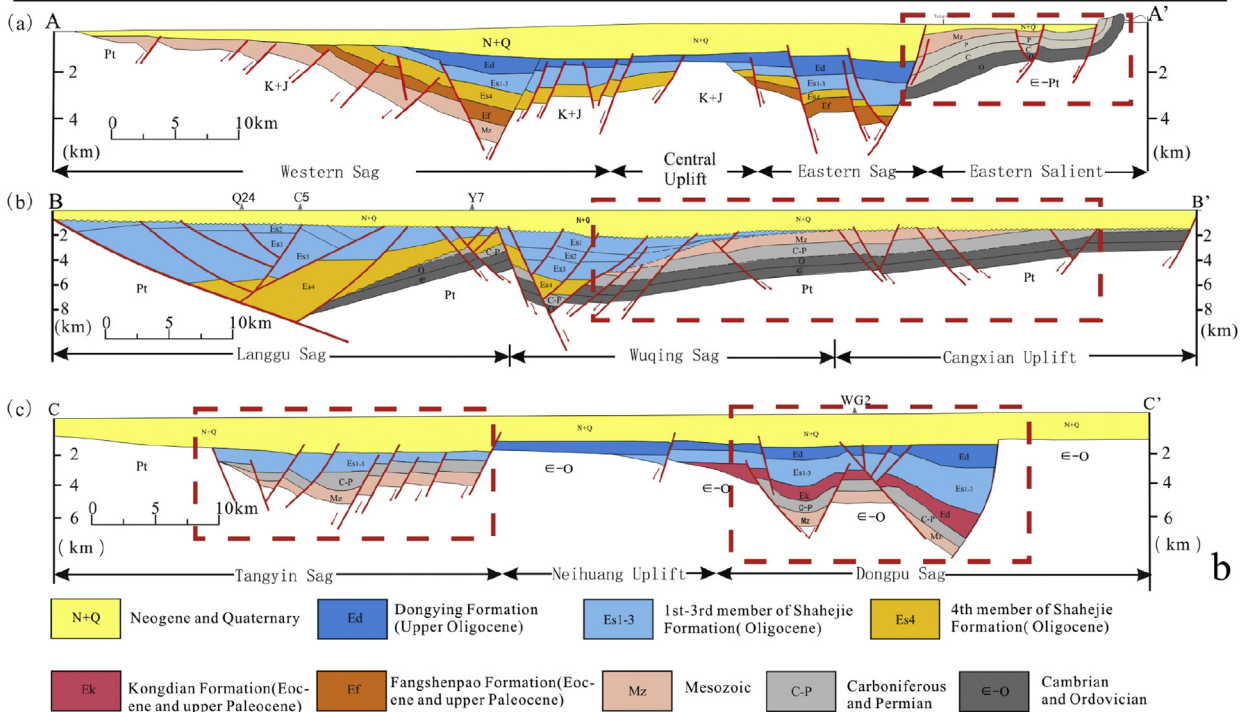 (a) A A'
N+Q N+Q N+Q
Pt Ed Mz P
K+J Es1-3 P C O
Es4 K+J K+J Es4 ∈-Pt
Ef Ef
Mz
2 4 (km)
0 5 10km
2 4 (km)
Western Sag Central Uplift Eastern Sag Eastern Salient
(b) B B'
Q24 C5 Y7
N+Q N+Q N+Q
Es2 Es1 Mz
Es3 Es2 C-P
Es3 O
Es4 O ∈ C-P Es4 ∈
Pt Pt C-P Pt
2 4 6 8 (km)
0 5 10km
2 4 6 8 (km)
Langgu Sag Wuqing Sag Cangxian Uplift
(c) C C'
WG2
N+Q N+Q N+Q N+Q
Pt Es1-3 ∈-O Ed Ed ∈-O
C-P Es1-3 Es1-3
Mz ∈-O Ek Ed
C-P C-P
Mz ∈-O Mz
2 4 6 (km)
0 5 10km
2 4 6 (km)
Tangyin Sag Neihuang Uplift Dongpu Sag
b
N+Q Neogene and Quaternary
Ed Dongying Formation
(Upper Oligocene)
Es1-3 1st-3rd member of Shahejie
Formation( Oligocene)
Es4 4th member of Shahejie
Formation( Oligocene)
Ek Kongdian Formation(Eoc-
ene and upper Paleocene)
Ef Fangshenpao Formation(Eoc-
ene and upper Paleocene)
Mz Mesozoic
C-P Carboniferous
and Permian
∈-O Cambrian
and Ordovician